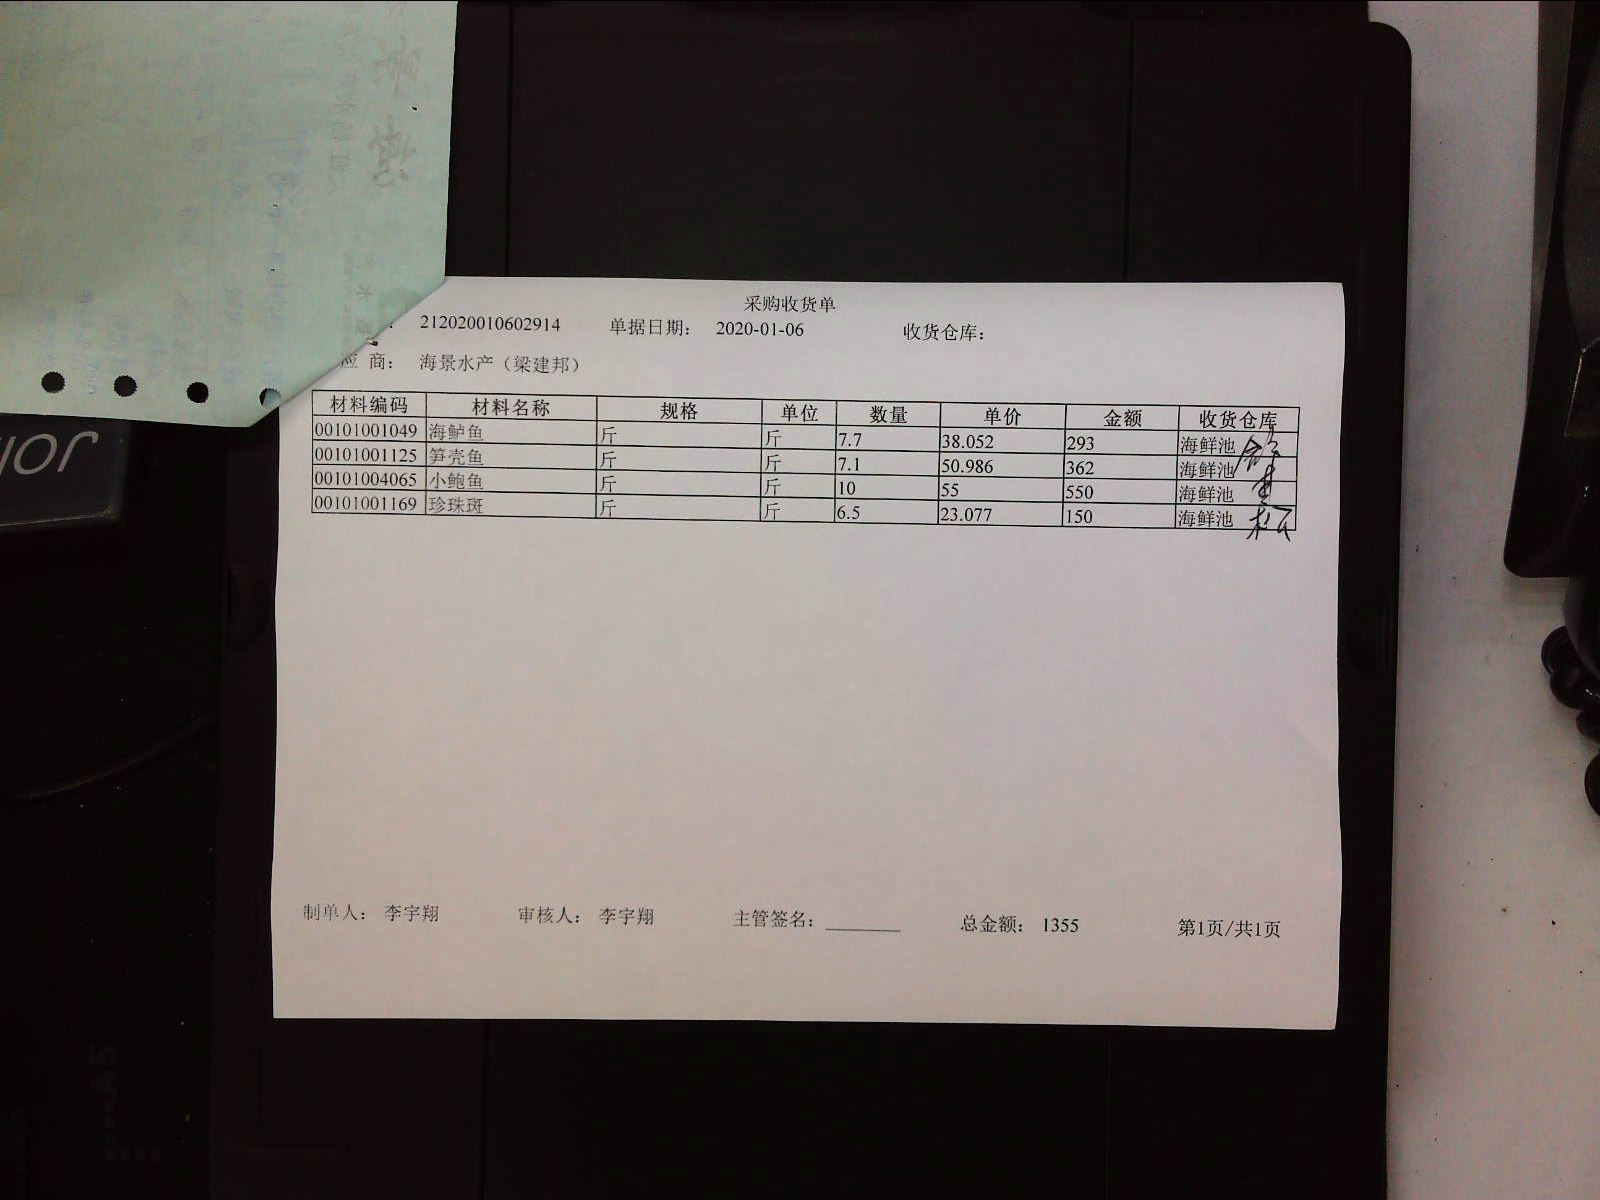 采购收货单
212020010602914 单据日期: 2020-01-06 收货仓库:
应 商: 海景水产（梁建邦）
材料编码 材料名称 规格 单位 数量 单价 金额 收货仓库
00101001049 海鲈鱼 斤 斤 7.7 38.052 293 海鲜池
00101001125 笋壳鱼 斤 斤 7.1 50.986 362 海鲜池
00101004065 小鲍鱼 斤 斤 10 55 550 海鲜池
00101001169 珍珠斑 斤 斤 6.5 23.077 150 海鲜池
制单人: 李宇翔 审核人: 李宇翔 主管签名: 总金额: 1355 第1页/共1页